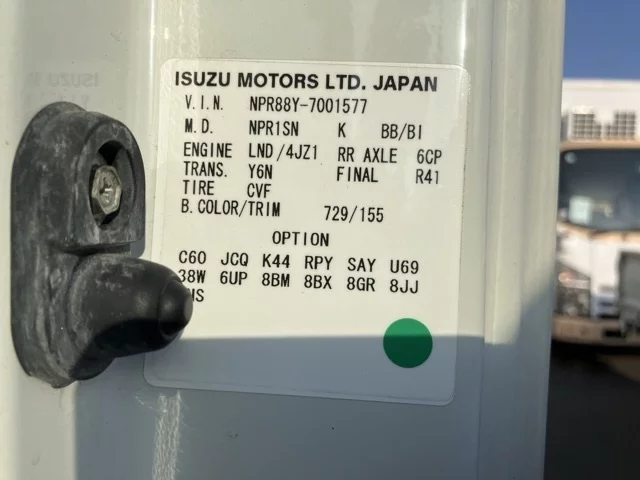 ISUZU MOTORS LTD. JAPAN
V.I.N. NPR88Y-7001577
M.D. NPR1SN K BB/BI
ENGINE LND/4JZ1 RR AXLE 6CP
TRANS. Y6N FINAL R41
TIRE CVF
B.COLOR/TRIM 729/155
OPTION
C60 JCQ K44 RPY SAY U69
38W 6UP 8BM 8BX 8GR 8JJ